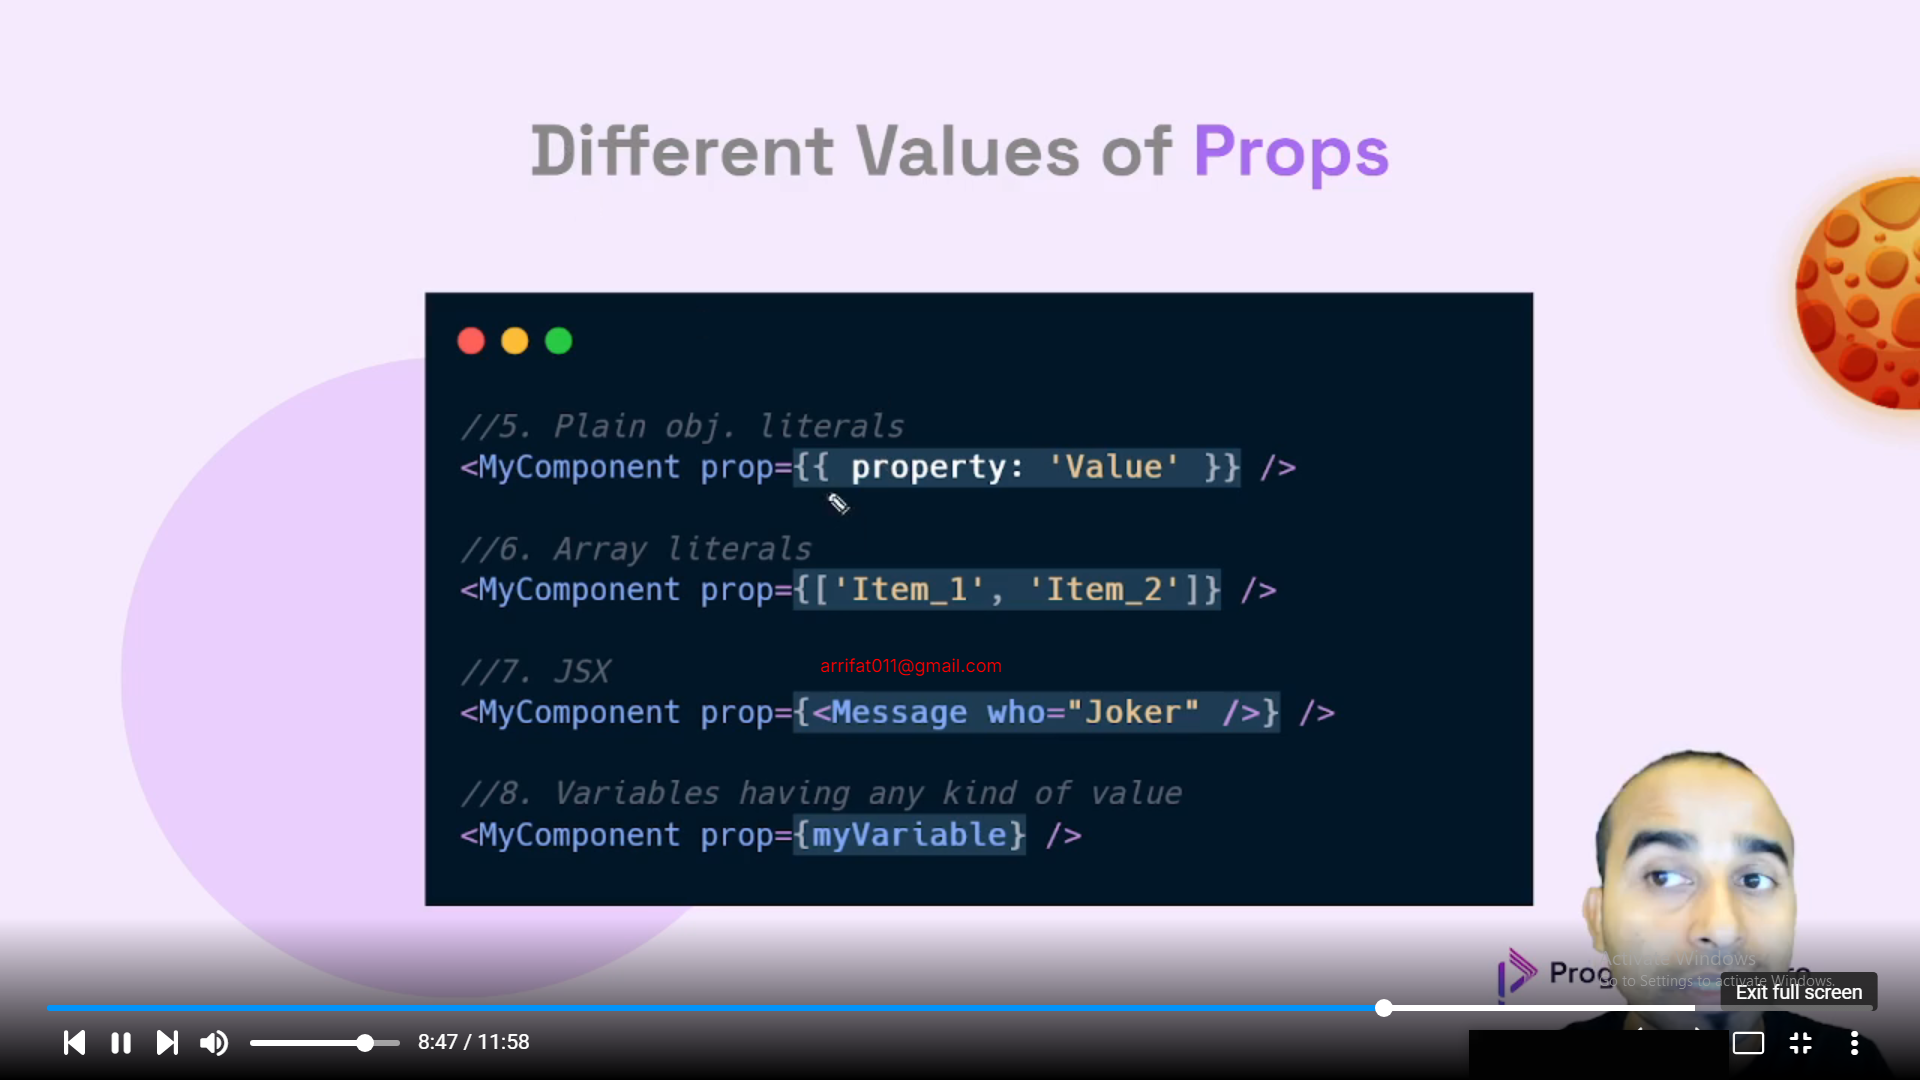 Different Values of Props
//5. Plain obj. literals
<MyComponent prop={{ property: 'Value' }} />
//6. Array literals
<MyComponent prop={['Item_1', 'Item_2']} />
//7. JSX
arrifat011@gmail.com
<MyComponent prop={<Message who="Joker" />} />
//8. Variables having any kind of value
<MyComponent prop={myVariable} />
Activate Windows
Go to Settings to activate Windows.
Exit full screen
8:47 / 11:58